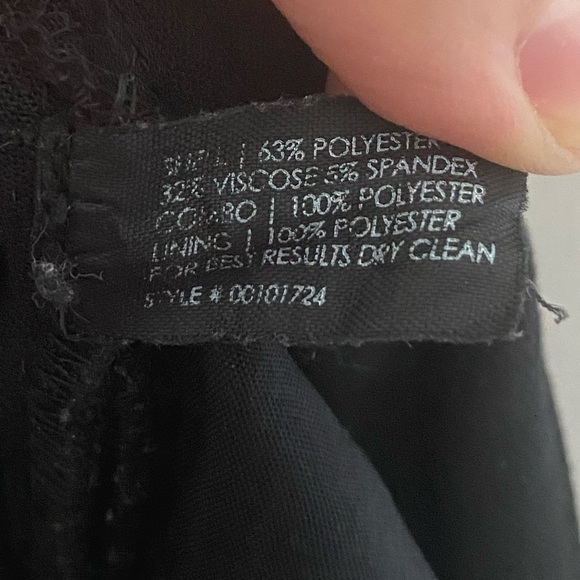 SHELL | 63% POLYESTER
32% VISCOSE 5% SPANDEX
COMBO | 100% POLYESTER
LINING | 100% POLYESTER
FOR BEST RESULTS DRY CLEAN
STYLE # 00101724